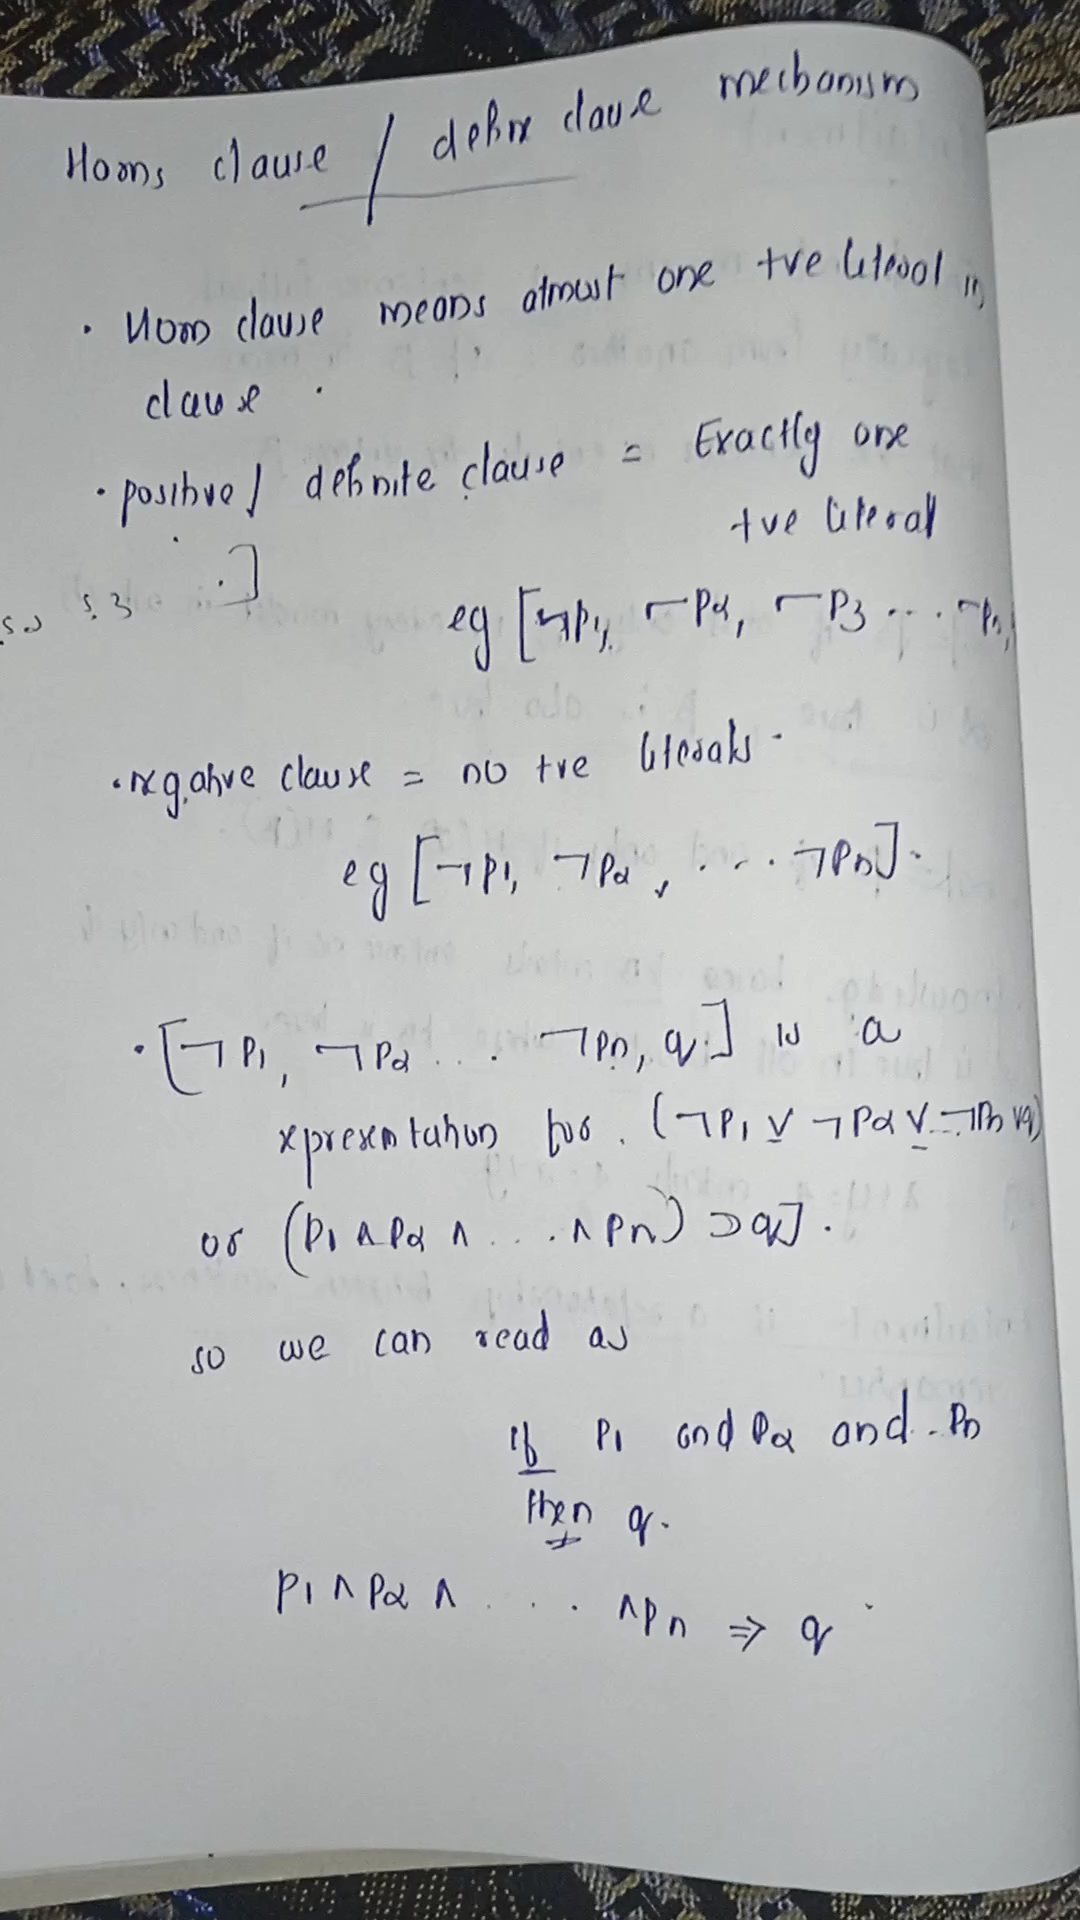 Horns clause / define clause mechanism
• Horn clause means atmost one +ve literal in
clause .
• positive / definite clause = Exactly one
+ve literal
eg [¬p1, ¬p2, ¬p3 ... ¬pn,
.]
• negative clause = no +ve literals.
eg [¬p1, ¬p2, ... ¬pn].
• [¬p1, ¬p2 ... ¬pn, q] is a
representation for. (¬p1 ∨ ¬p2 ∨ ... ¬pn ∨ q)
or (p1 ∧ p2 ∧ ... ∧ pn) ⊃ q].
so we can read as
If p1 and p2 and . pn
then q.
p1 ∧ p2 ∧ ... ∧ pn ⇒ q